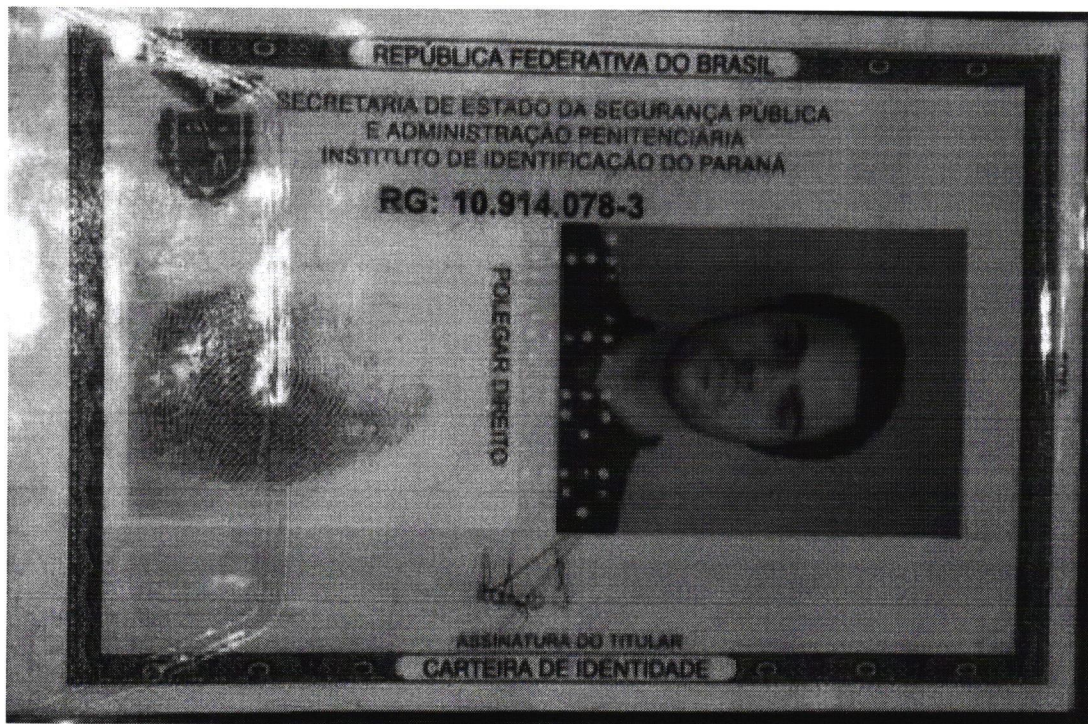 REPÚBLICA FEDERATIVA DO BRASIL
SECRETARIA DE ESTADO DA SEGURANÇA PÚBLICA
E ADMINISTRAÇÃO PENITENCIÁRIA
INSTITUTO DE IDENTIFICAÇÃO DO PARANÁ
RG: 10.914.078-3
POLEGAR DIREITO
ASSINATURA DO TITULAR
CARTEIRA DE IDENTIDADE